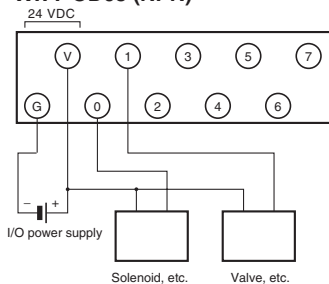 24 VDC
V 1 3 5 7
G 0 2 4 6
− +
I/O power supply
Solenoid, etc. Valve, etc.